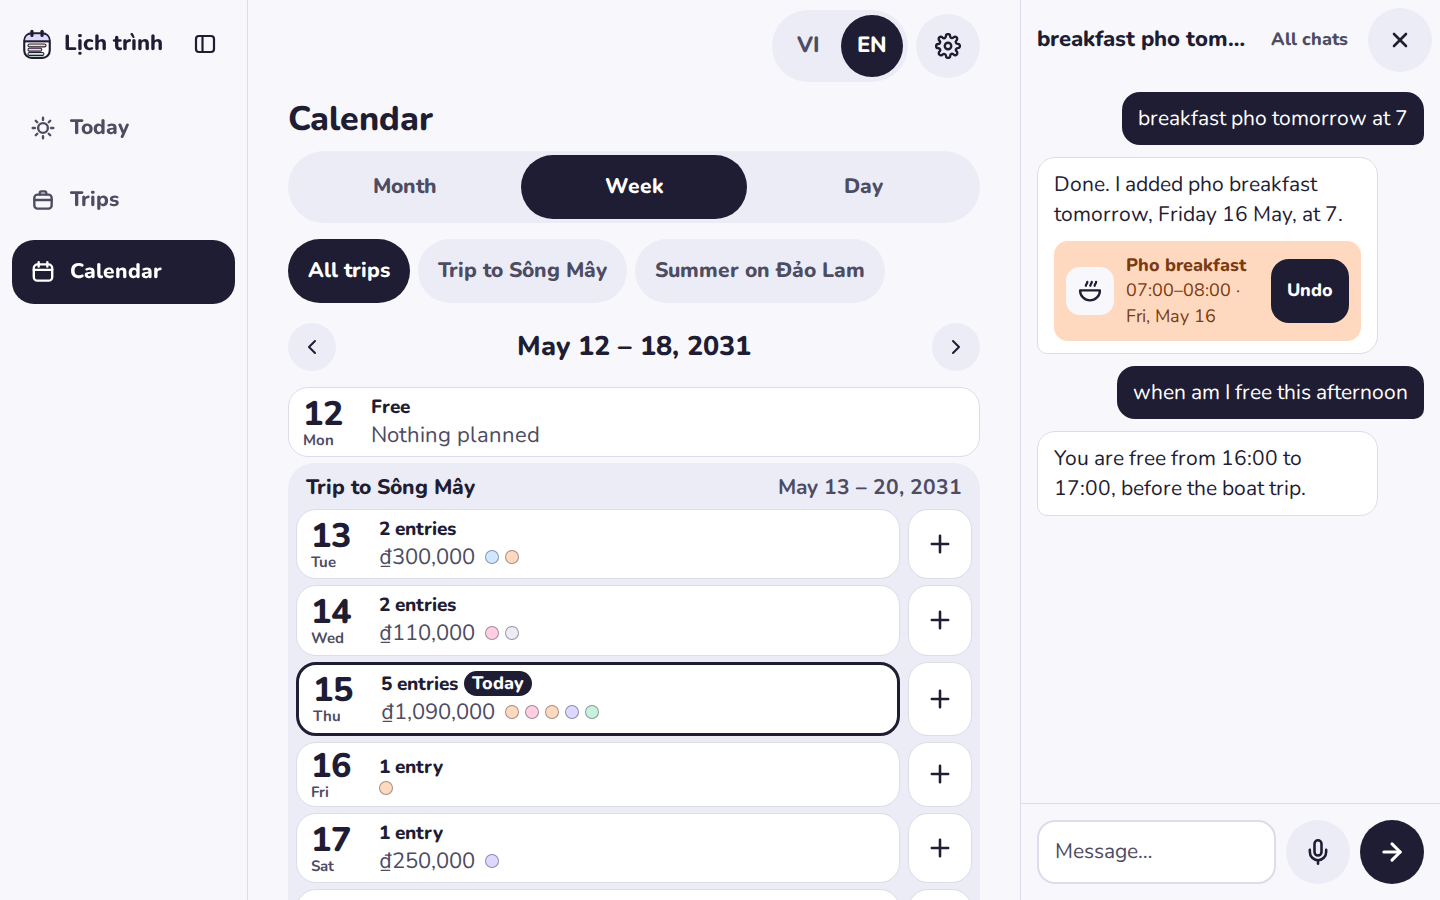 Lịch trình
Today
Trips
Calendar
VI
EN
Calendar
Month
Week
Day
All trips
Trip to Sông Mây
Summer on Đảo Lam
May 12 – 18, 2031
12
Mon
Free
Nothing planned
Trip to Sông Mây
May 13 – 20, 2031
13
Tue
2 entries
₫300,000
14
Wed
2 entries
₫110,000
15
Thu
5 entries Today
₫1,090,000
16
Fri
1 entry
17
Sat
1 entry
₫250,000
breakfast pho tom...
All chats
breakfast pho tomorrow at 7
Done. I added pho breakfast
tomorrow, Friday 16 May, at 7.
Pho breakfast
07:00–08:00 ·
Fri, May 16
Undo
when am I free this afternoon
You are free from 16:00 to
17:00, before the boat trip.
Message...